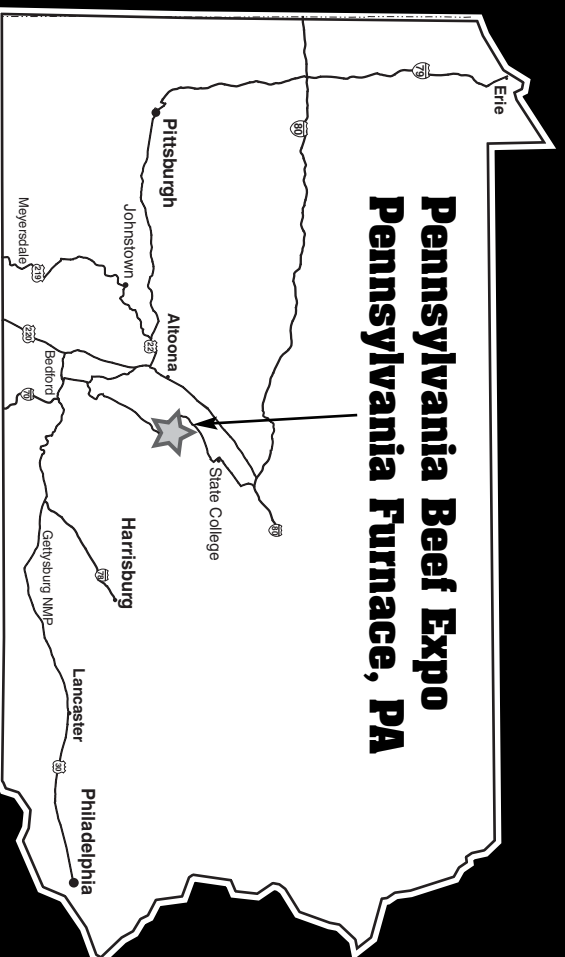 Pennsylvania Beef Expo
Pennsylvania Furnace, PA
Erie
79
80
Pittsburgh
Johnstown
Meyersdale
219
Altoona
22
220
Bedford
70
State College
80
Harrisburg
78
Gettysburg NMP
Lancaster
30
Philadelphia